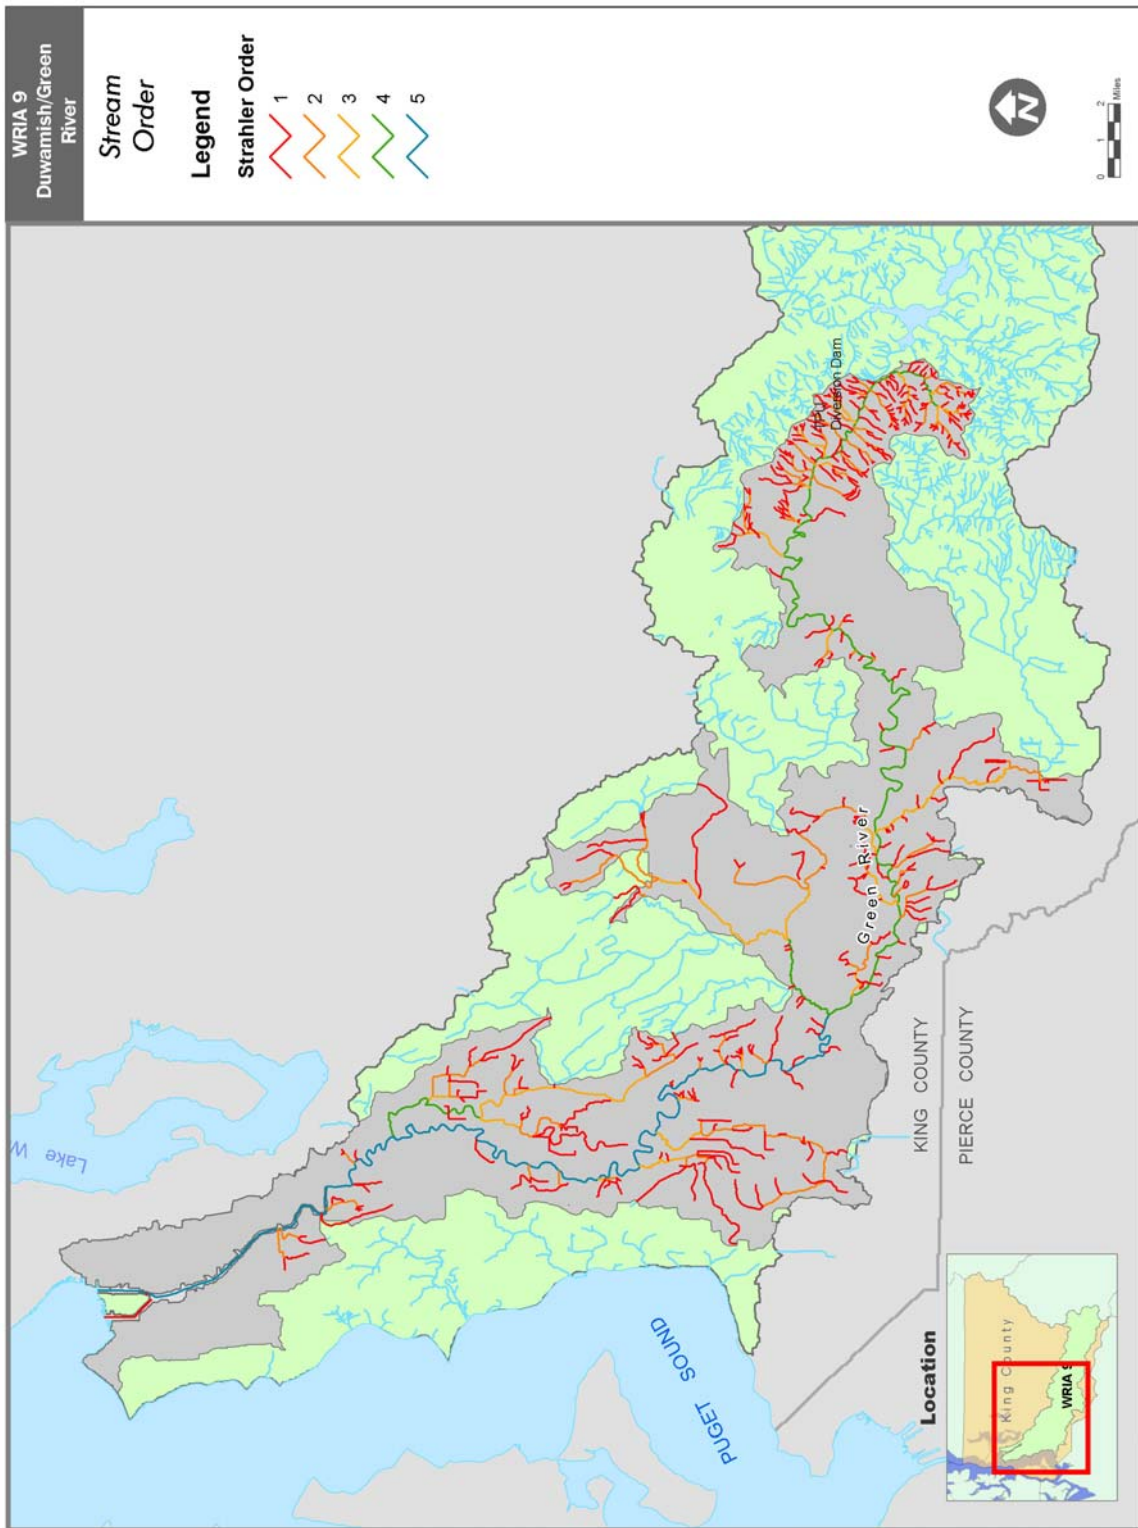 WRIA 9
Duwamish/Green
River
Stream
Order
Legend
Strahler Order
1
2
3
4
5
N
0 1 2
Miles
Lake W
Diversion Dam
Green River
KING COUNTY
PIERCE COUNTY
PUGET SOUND
Location
King County
WRIA 9